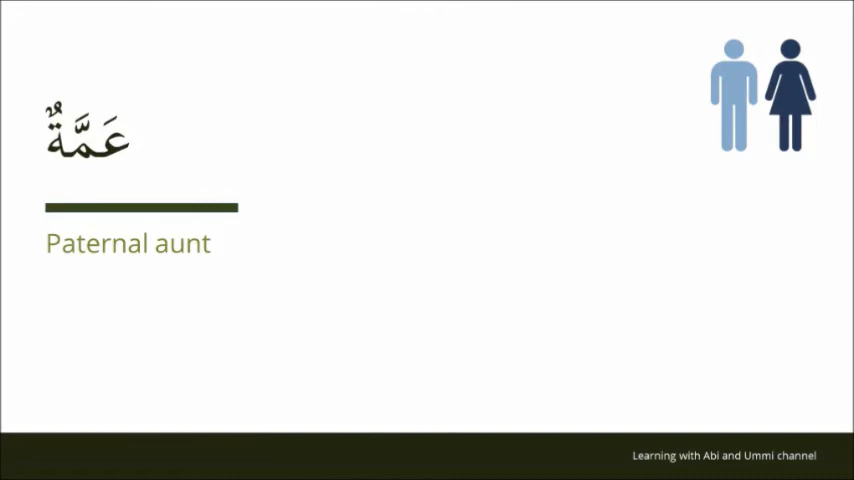 عَمَّةٌ
Paternal aunt
Learning with Abi and Ummi channel